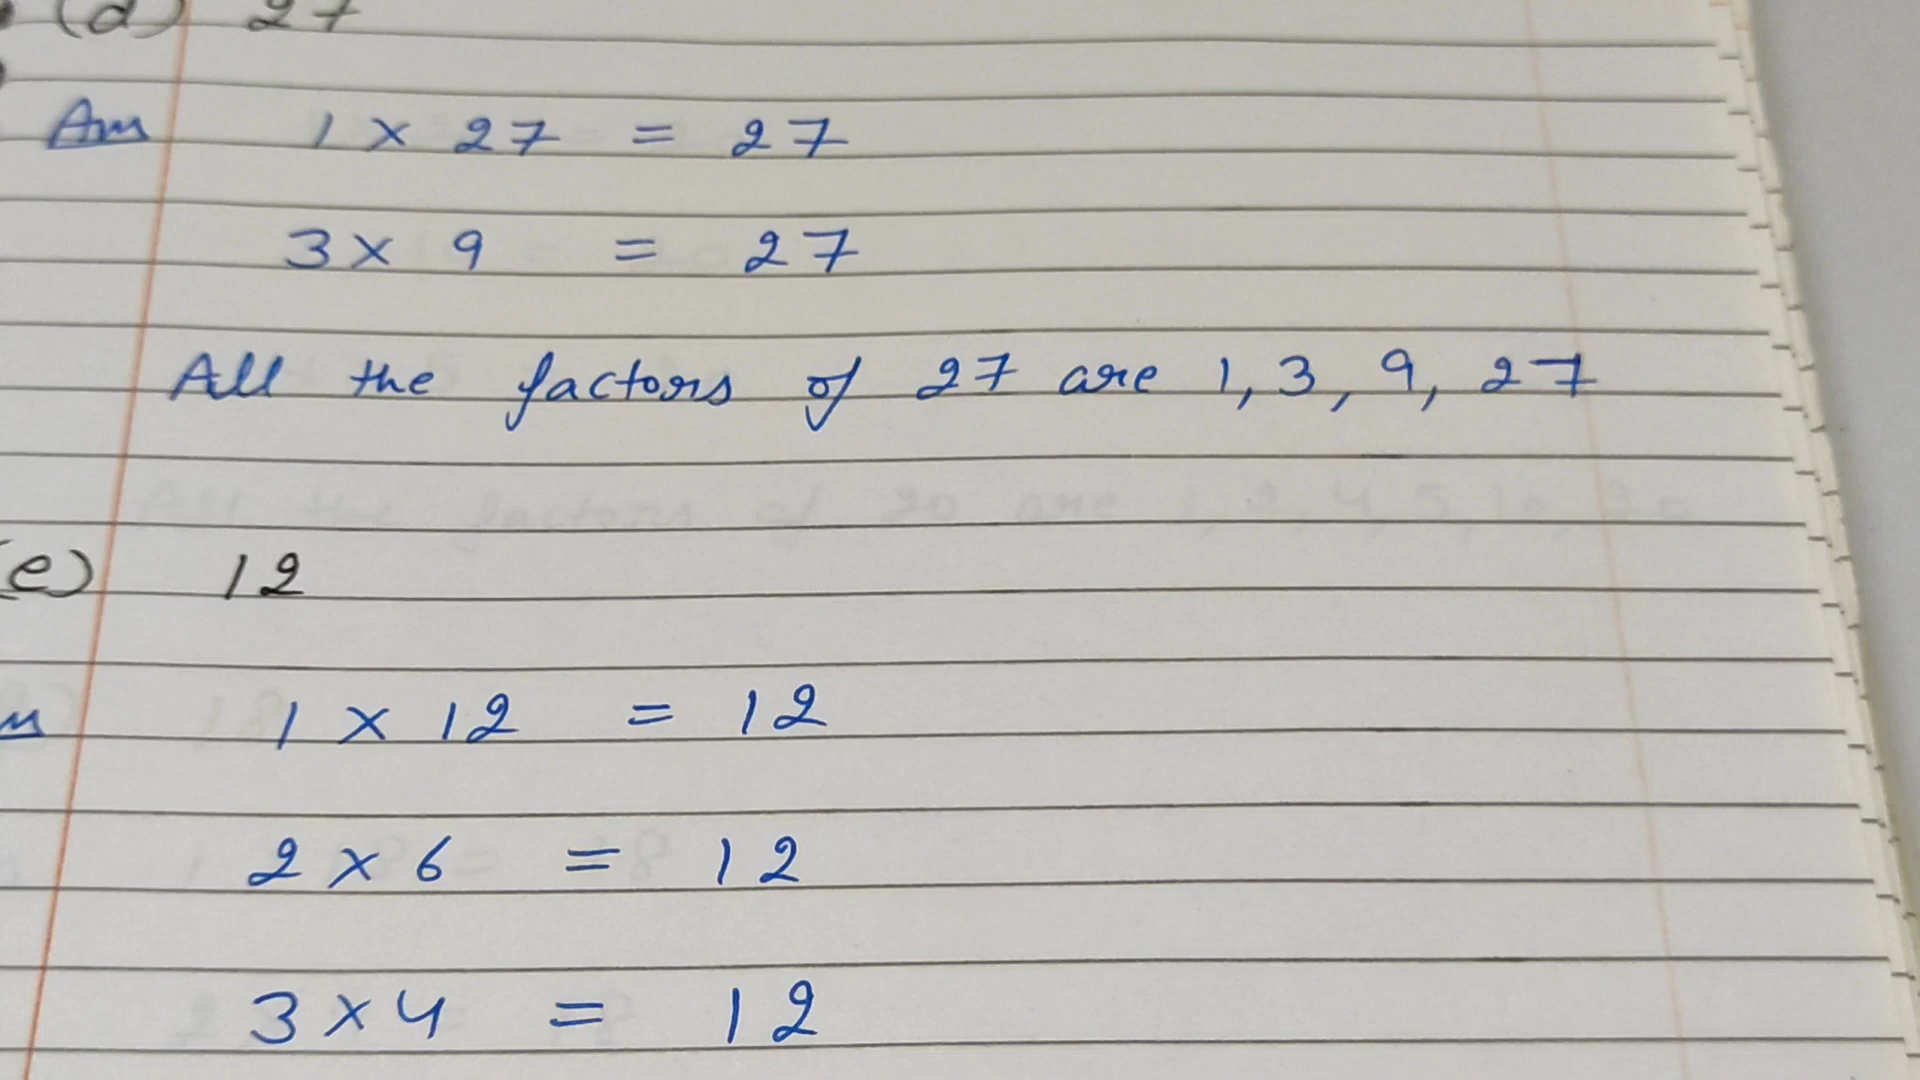 (d) 27
Ans 1 × 27 = 27
3 × 9 = 27
All the factors of 27 are 1, 3, 9, 27
(e) 12
1 × 12 = 12
2 × 6 = 12
3 × 4 = 12